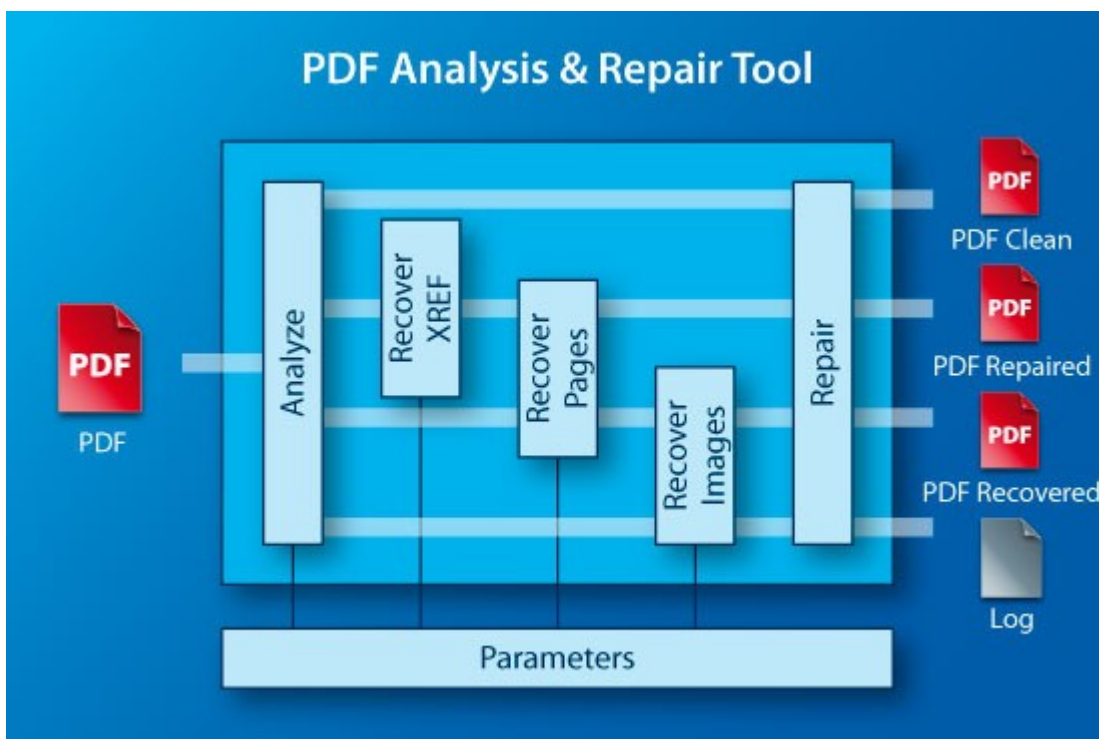 PDF Analysis & Repair Tool
PDF
PDF
Analyze
Recover
XREF
Recover
Pages
Recover
Images
Repair
PDF
PDF Clean
PDF
PDF Repaired
PDF
PDF Recovered
Log
Parameters